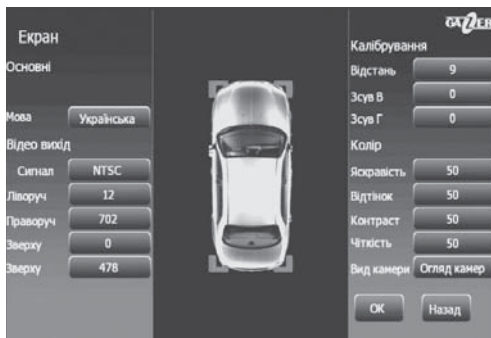 Екран
Основні
Мова Українська
Відео вихід
Сигнал NTSC
Ліворуч 12
Праворуч 702
Зверху 0
Зверху 478
GAZER
Калібрування
Відстань 9
Зсув В 0
Зсув Г 0
Колір
Яскравість 50
Відтінок 50
Контраст 50
Чіткість 50
Вид камери Огляд камер
OK Назад